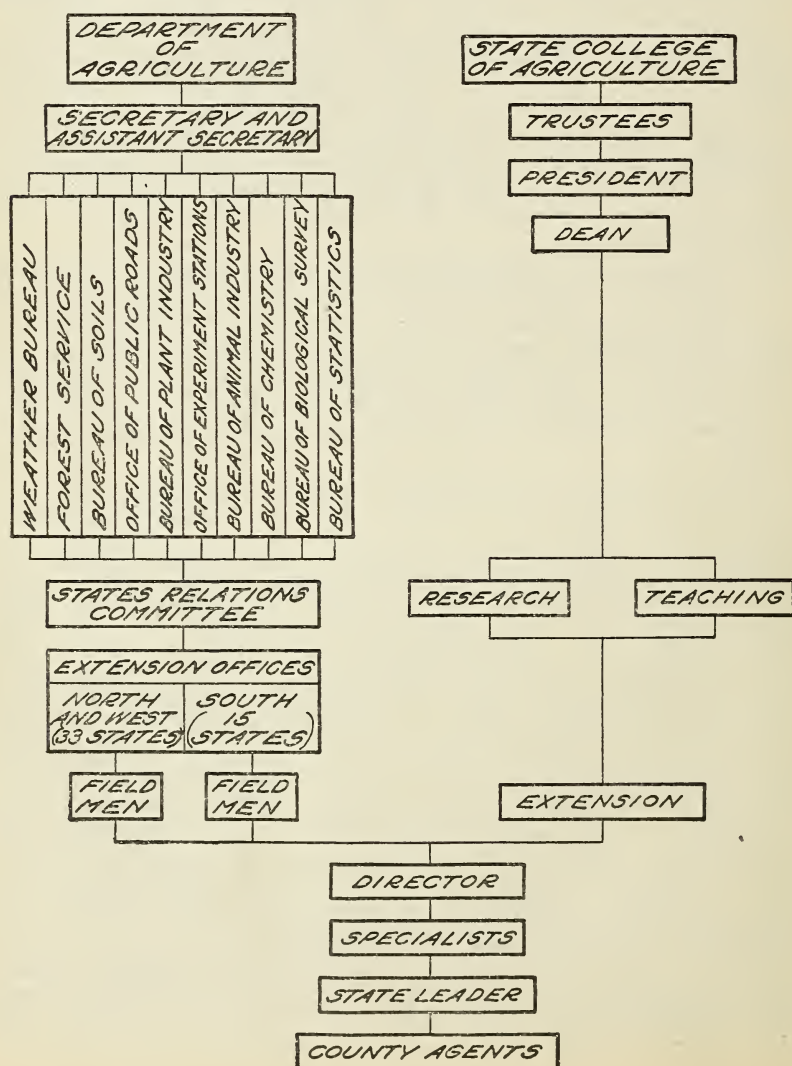 DEPARTMENT
OF
AGRICULTURE
SECRETARY AND
ASSISTANT SECRETARY
WEATHER BUREAU
FOREST SERVICE
BUREAU OF SOILS
OFFICE OF PUBLIC ROADS
BUREAU OF PLANT INDUSTRY
OFFICE OF EXPERIMENT STATIONS
BUREAU OF ANIMAL INDUSTRY
BUREAU OF CHEMISTRY
BUREAU OF BIOLOGICAL SURVEY
BUREAU OF STATISTICS
STATES RELATIONS
COMMITTEE
EXTENSION OFFICES
NORTH
AND WEST
(33 STATES)
SOUTH
(15
STATES)
FIELD
MEN
FIELD
MEN
STATE COLLEGE
OF AGRICULTURE
TRUSTEES
PRESIDENT
DEAN
RESEARCH
TEACHING
EXTENSION
DIRECTOR
SPECIALISTS
STATE LEADER
COUNTY AGENTS